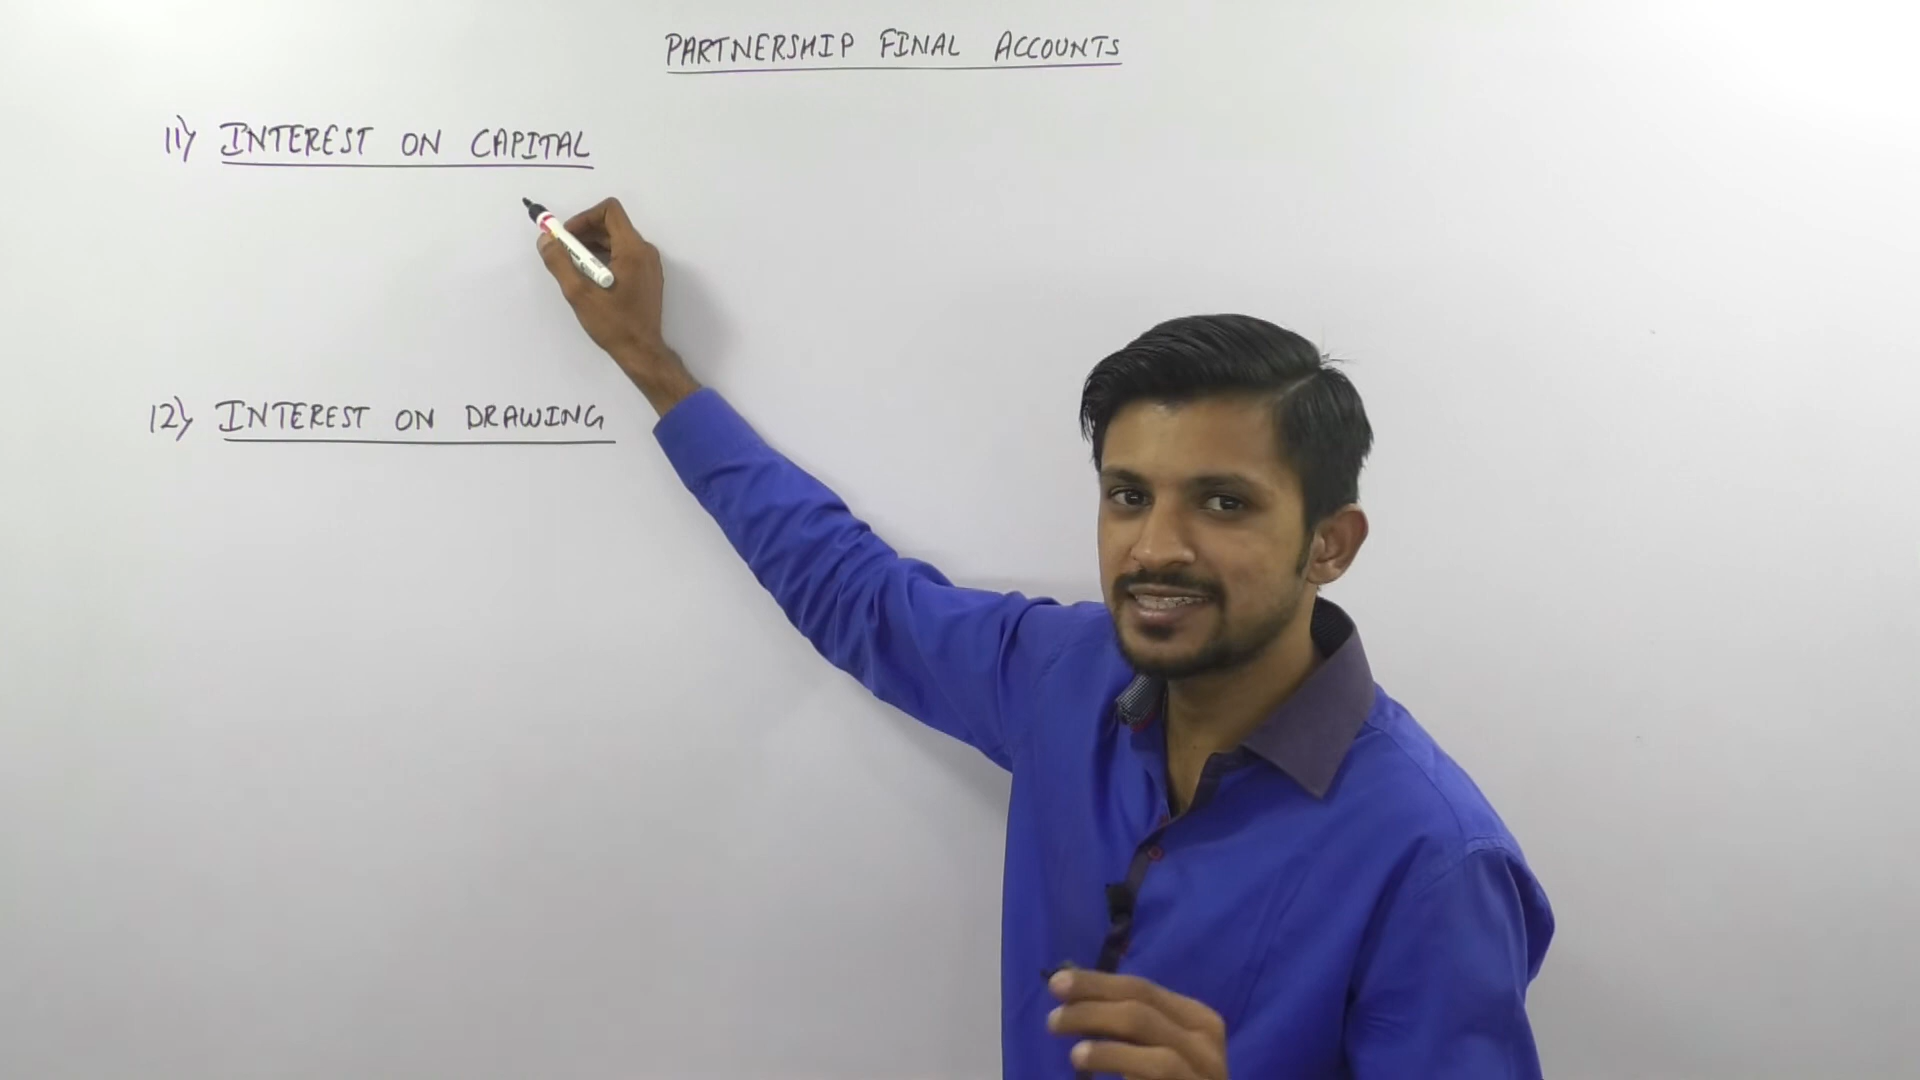 PARTNERSHIP FINAL ACCOUNTS
11) INTEREST ON CAPITAL
12) INTEREST ON DRAWING